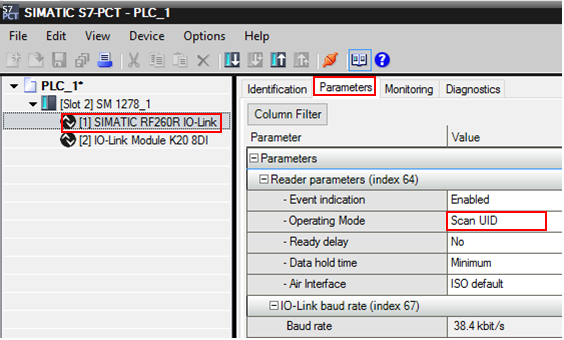 S7 PCT SIMATIC S7-PCT - PLC_1
File Edit View Device Options Help
PLC_1*
[Slot 2] SM 1278_1
[1] SIMATIC RF260R IO-Link
[2] IO-Link Module K20 8DI
Identification Parameters Monitoring Diagnostics
Column Filter
Parameter Value
Parameters
Reader parameters (index 64)
- Event indication Enabled
- Operating Mode Scan UID
- Ready delay No
- Data hold time Minimum
- Air Interface ISO default
IO-Link baud rate (index 67)
Baud rate 38.4 kbit/s